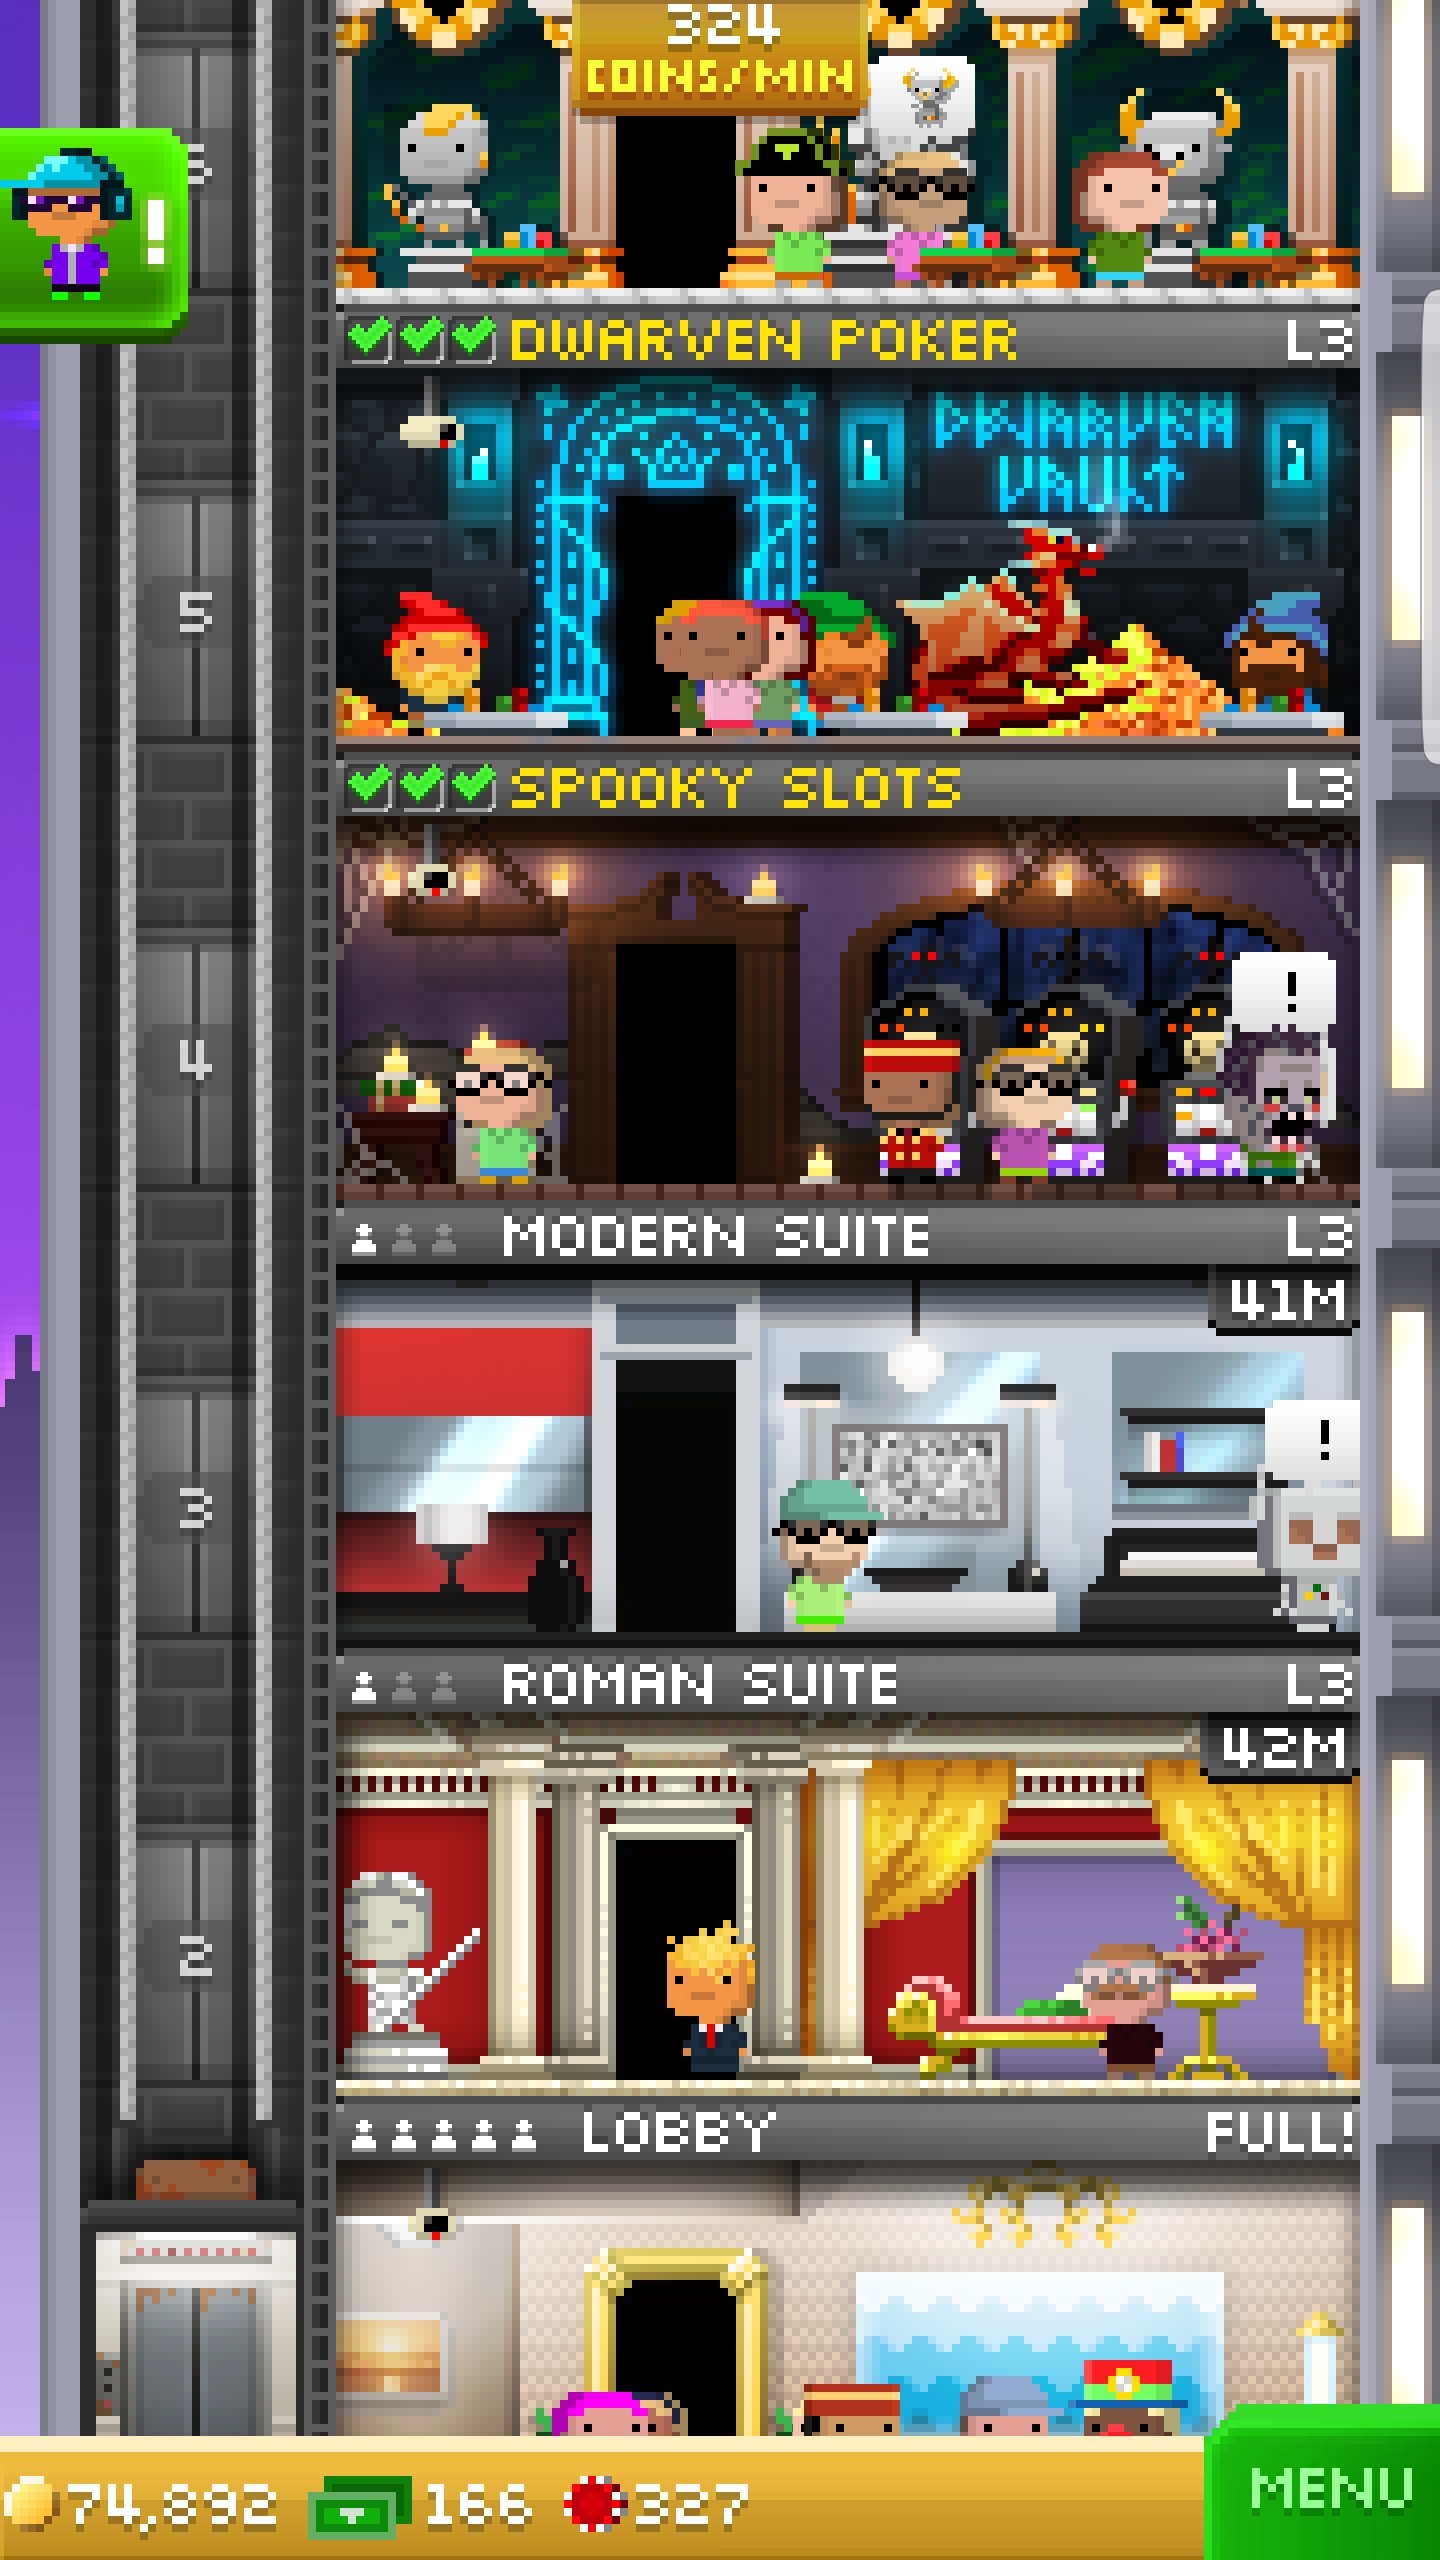 324
COINS/MIN
!
DWARVEN POKER L3
DWARVEN
VAULT
5
SPOOKY SLOTS L3
!
4
MODERN SUITE L3
41M
!
3
ROMAN SUITE L3
42M
2
LOBBY FULL!
74,892 166 327
MENU